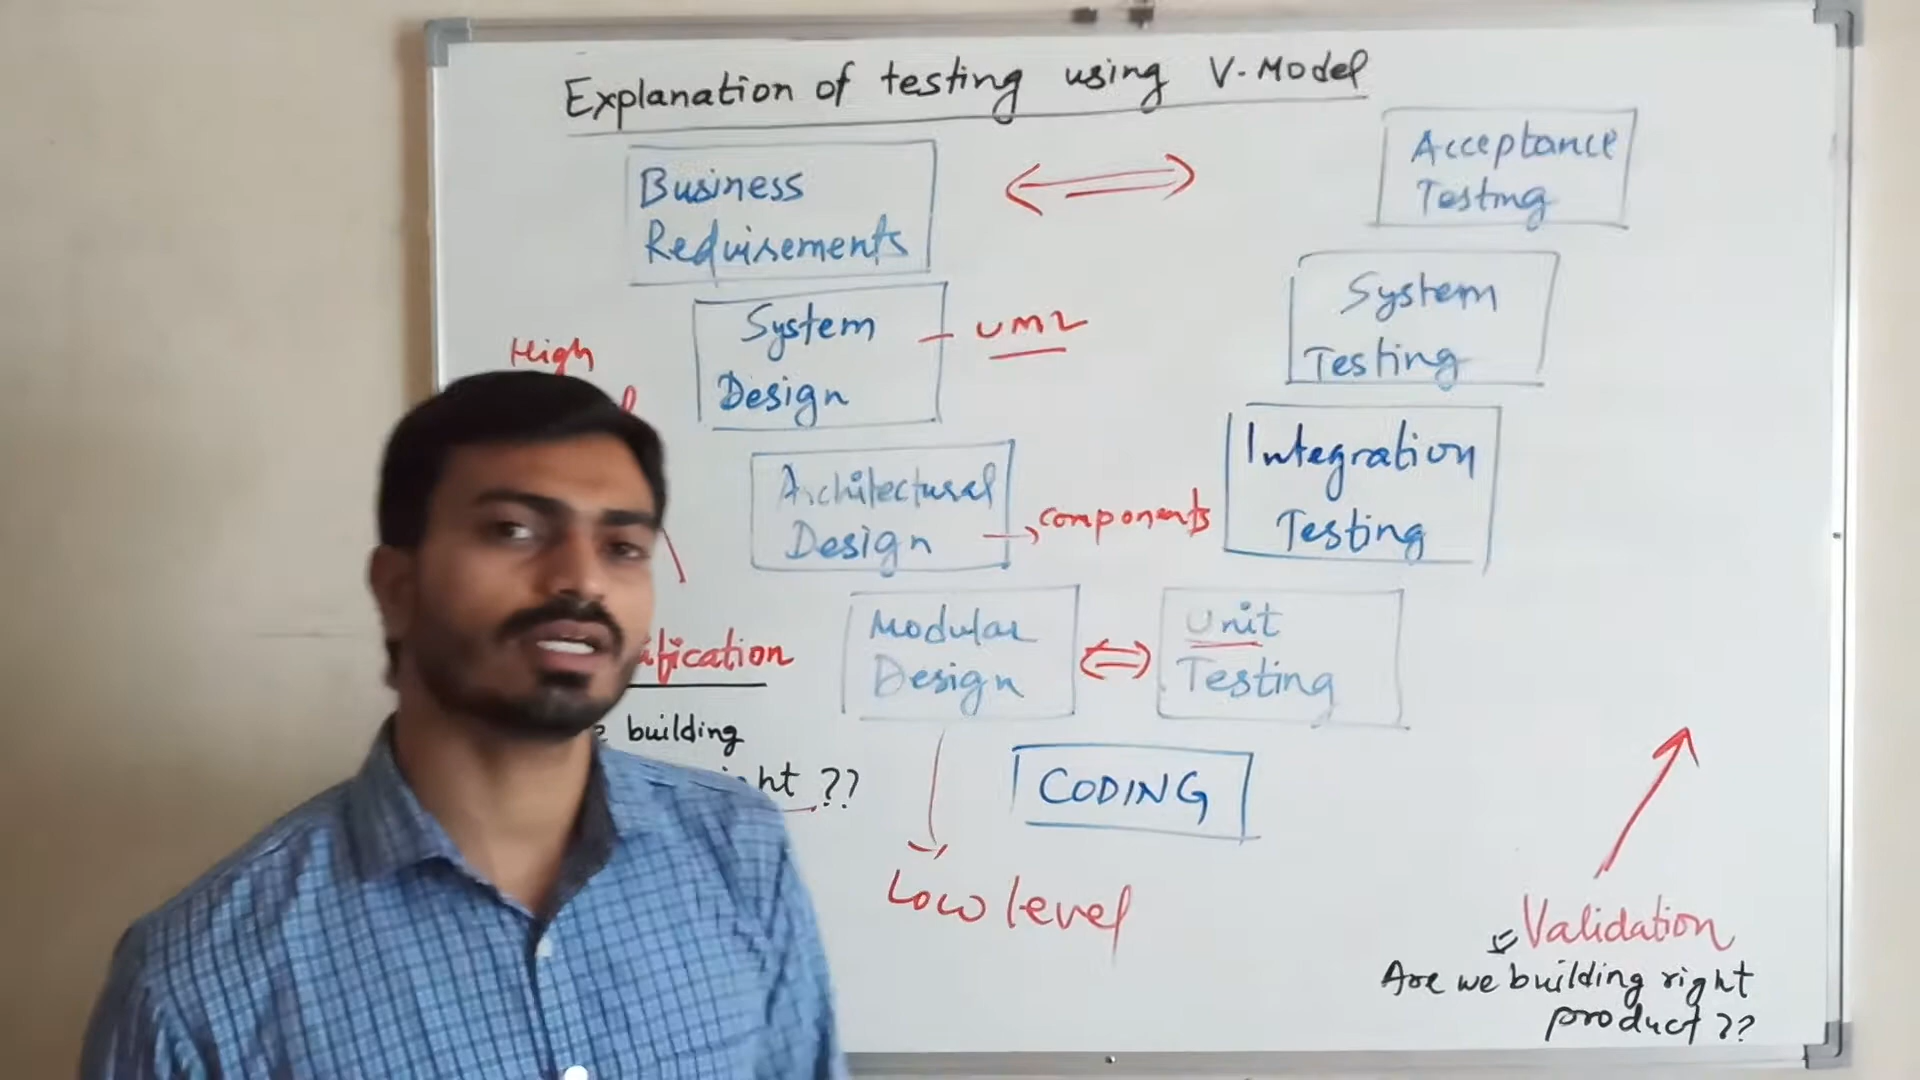 Explanation of testing using V-Model
Business
Requirements
Acceptance
Testing
System
Design
UML
System
Testing
High
Architectural
Design
components
Integration
Testing
Modular
Design
Unit
Testing
building
??
CODING
Low level
Validation
Are we building right
product ??